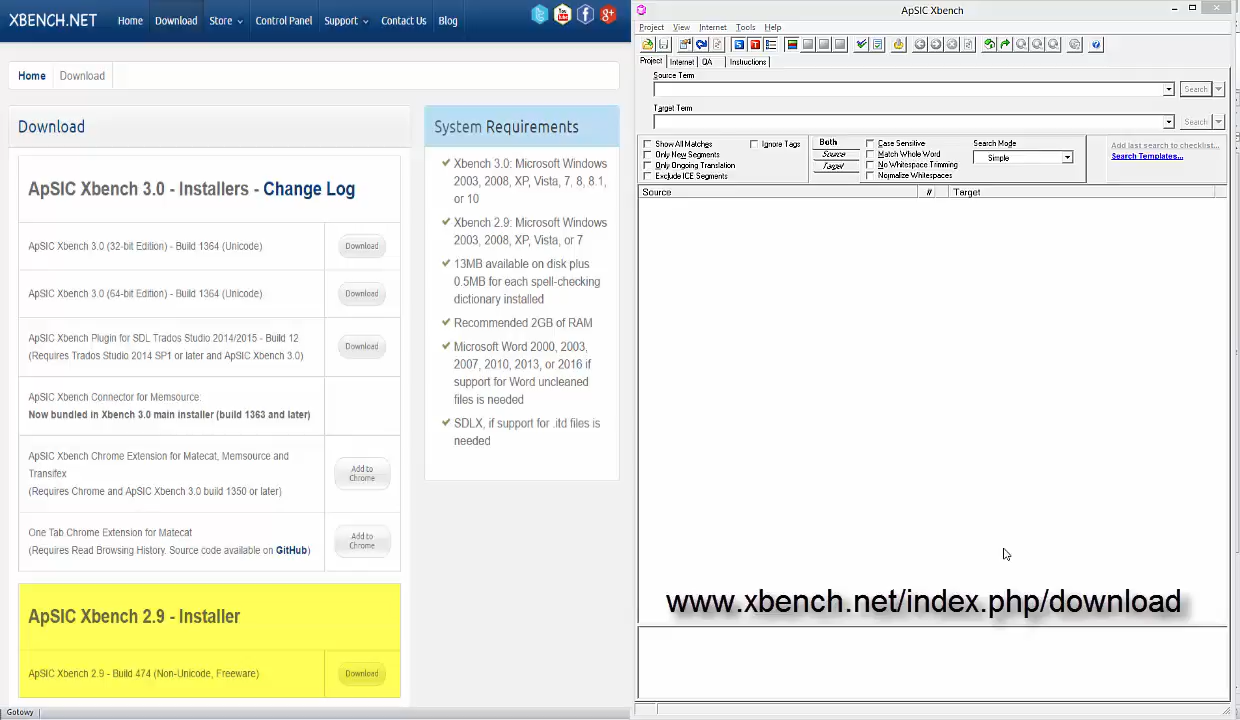 XBENCH.NET
Home
Download
Store
Control Panel
Support
Contact Us
Blog
Home
Download
Download
ApSIC Xbench 3.0 - Installers - Change Log
ApSIC Xbench 3.0 (32-bit Edition) - Build 1364 (Unicode)
Download
ApSIC Xbench 3.0 (64-bit Edition) - Build 1364 (Unicode)
Download
ApSIC Xbench Plugin for SDL Trados Studio 2014/2015 - Build 12
(Requires Trados Studio 2014 SP1 or later and ApSIC Xbench 3.0)
Download
ApSIC Xbench Connector for Memsource:
Now bundled in Xbench 3.0 main installer (build 1363 and later)
ApSIC Xbench Chrome Extension for Matecat, Memsource and
Transifex
(Requires Chrome and ApSIC Xbench 3.0 build 1350 or later)
Add to
Chrome
One Tab Chrome Extension for Matecat
(Requires Read Browsing History. Source code available on GitHub)
Add to
Chrome
ApSIC Xbench 2.9 - Installer
ApSIC Xbench 2.9 - Build 474 (Non-Unicode, Freeware)
Download
Gotowy
System Requirements
Xbench 3.0: Microsoft Windows
2003, 2008, XP, Vista, 7, 8, 8.1,
or 10
Xbench 2.9: Microsoft Windows
2003, 2008, XP, Vista, or 7
13MB available on disk plus
0.5MB for each spell-checking
dictionary installed
Recommended 2GB of RAM
Microsoft Word 2000, 2003,
2007, 2010, 2013, or 2016 if
support for Word uncleaned
files is needed
SDLX, if support for .itd files is
needed
ApSIC Xbench
Project View Internet Tools Help
Project Internet QA Instructions
Source Term
Search
Target Term
Search
Show All Matches
Only New Segments
Only Ongoing Translation
Exclude ICE Segments
Ignore Tags
Both
Source
Target
Case Sensitive
Match Whole Word
No Whitespace Trimming
Normalize Whitespaces
Search Mode
Simple
Add last search to checklist...
Search Templates...
Source // Target
www.xbench.net/index.php/download